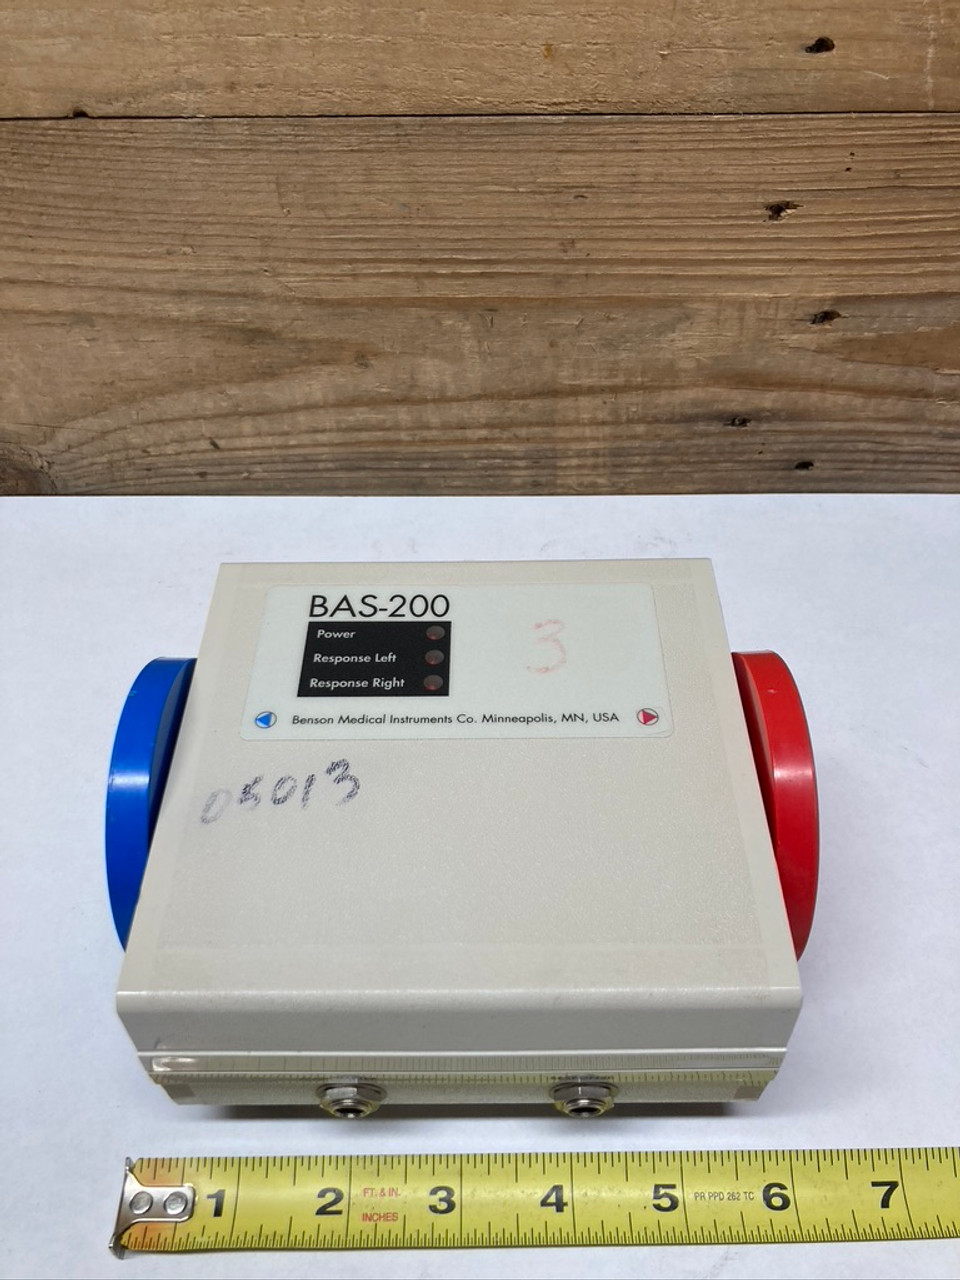 BAS-200
Power
Response Left
Response Right
3
Benson Medical Instruments Co. Minneapolis, MN, USA
05013
1 2 FT. & IN. INCHES 3 4 5 PR PPD 262 TC 6 7